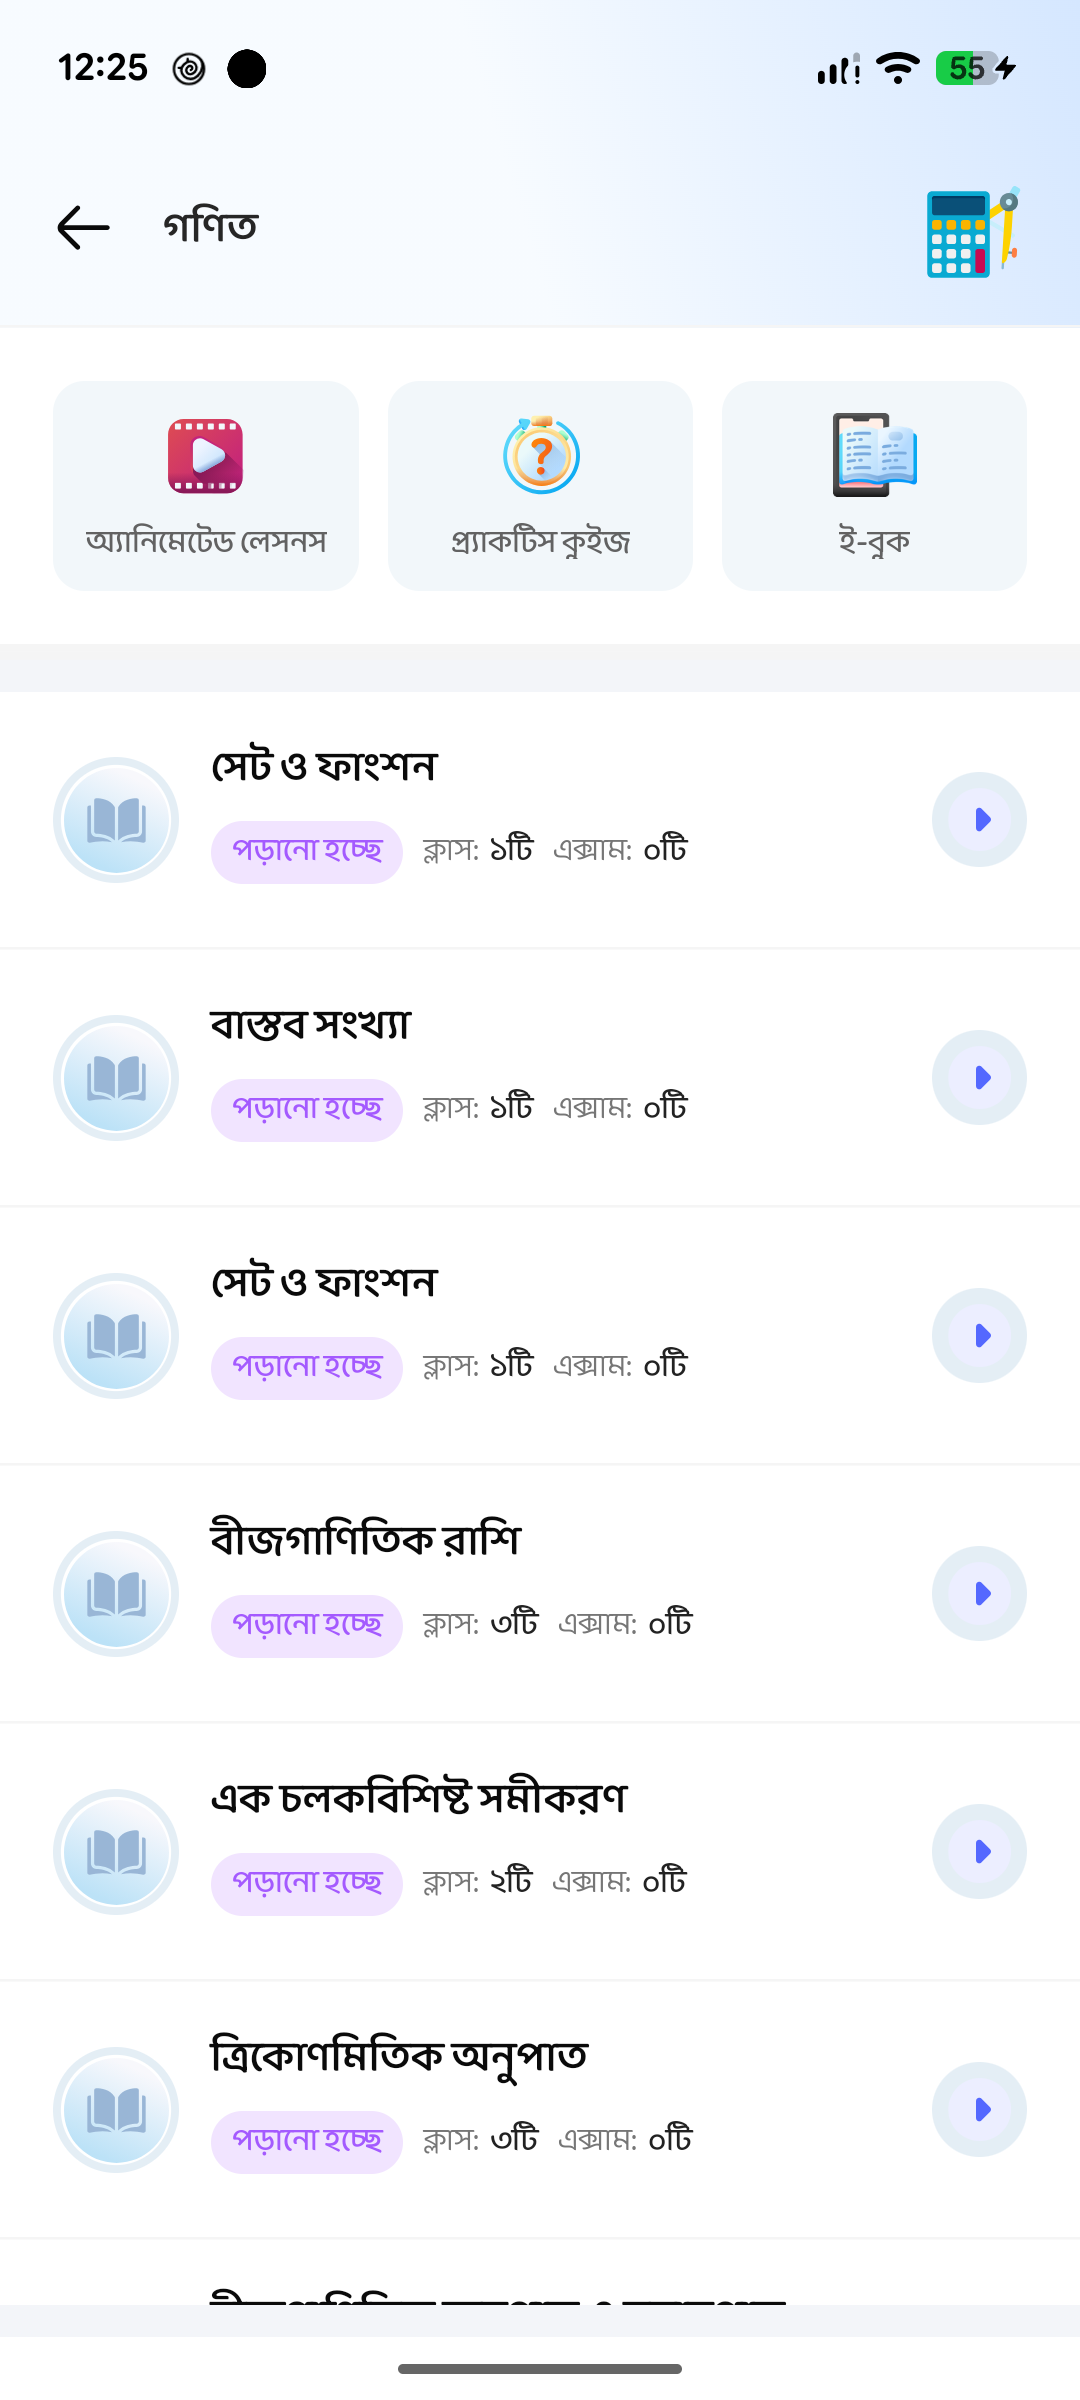 12:25
55
গণিত
অ্যানিমেটেড লেসনস
প্র্যাকটিস কুইজ
ই-বুক
সেট ও ফাংশন
পড়ানো হচ্ছে ক্লাস: ১টি এক্সাম: ০টি
বাস্তব সংখ্যা
পড়ানো হচ্ছে ক্লাস: ১টি এক্সাম: ০টি
সেট ও ফাংশন
পড়ানো হচ্ছে ক্লাস: ১টি এক্সাম: ০টি
বীজগাণিতিক রাশি
পড়ানো হচ্ছে ক্লাস: ৩টি এক্সাম: ০টি
এক চলকবিশিষ্ট সমীকরণ
পড়ানো হচ্ছে ক্লাস: ২টি এক্সাম: ০টি
ত্রিকোণমিতিক অনুপাত
পড়ানো হচ্ছে ক্লাস: ৩টি এক্সাম: ০টি